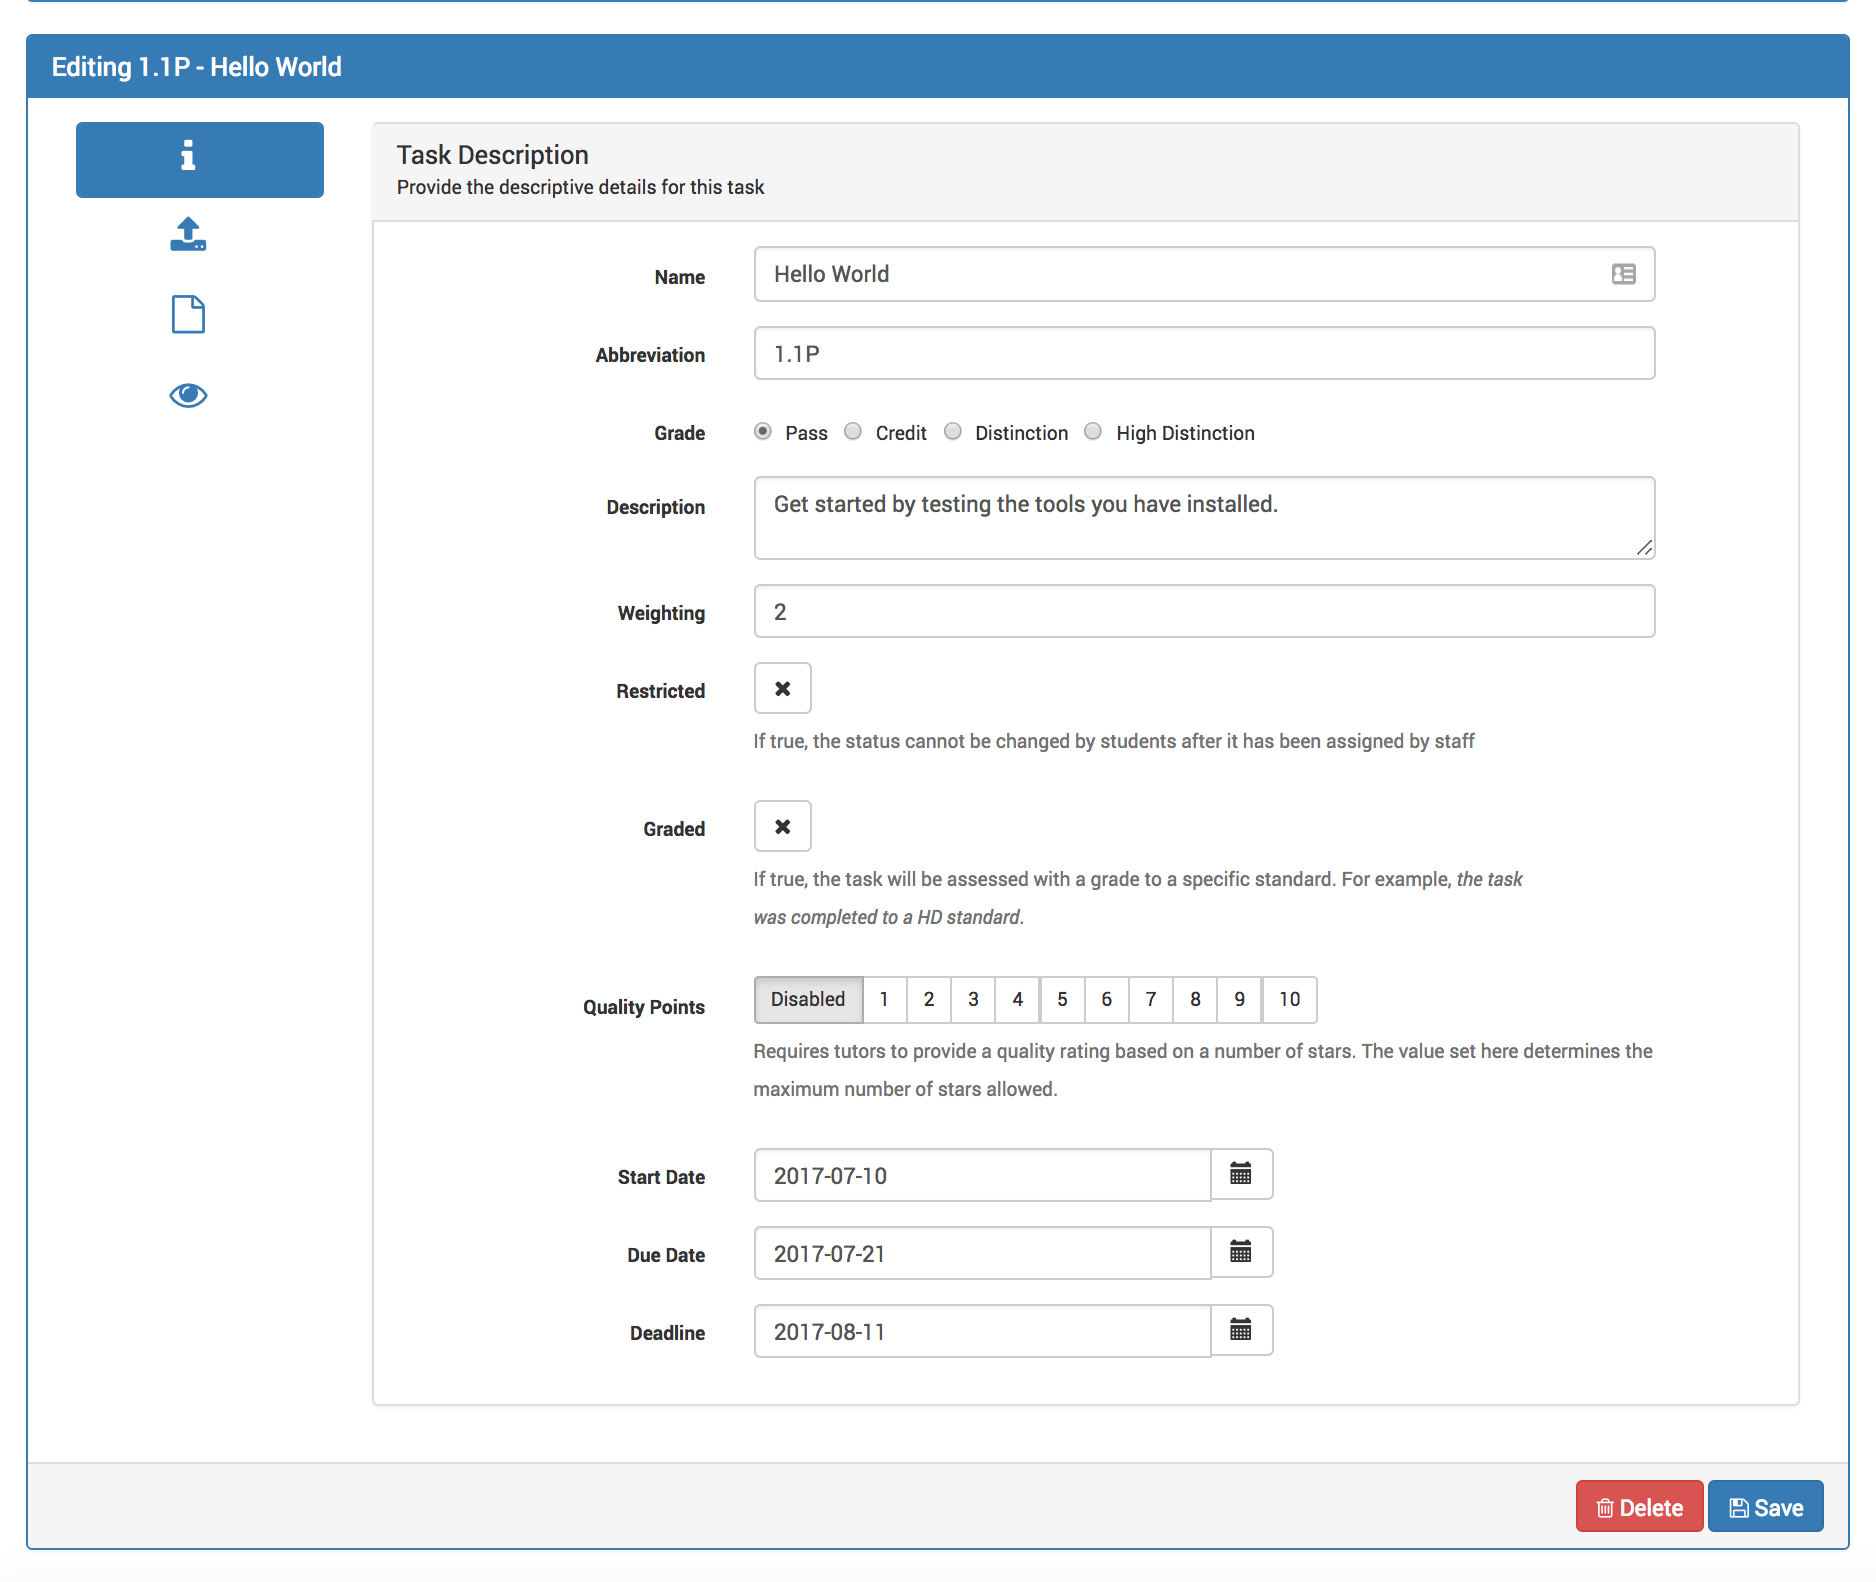 Editing 1.1P - Hello World
Task Description
Provide the descriptive details for this task
Name
Hello World
Abbreviation
1.1P
Grade
Pass Credit Distinction High Distinction
Description
Get started by testing the tools you have installed.
Weighting
2
Restricted
If true, the status cannot be changed by students after it has been assigned by staff
Graded
If true, the task will be assessed with a grade to a specific standard. For example, the task
was completed to a HD standard.
Quality Points
Disabled 1 2 3 4 5 6 7 8 9 10
Requires tutors to provide a quality rating based on a number of stars. The value set here determines the
maximum number of stars allowed.
Start Date
2017-07-10
Due Date
2017-07-21
Deadline
2017-08-11
Delete Save